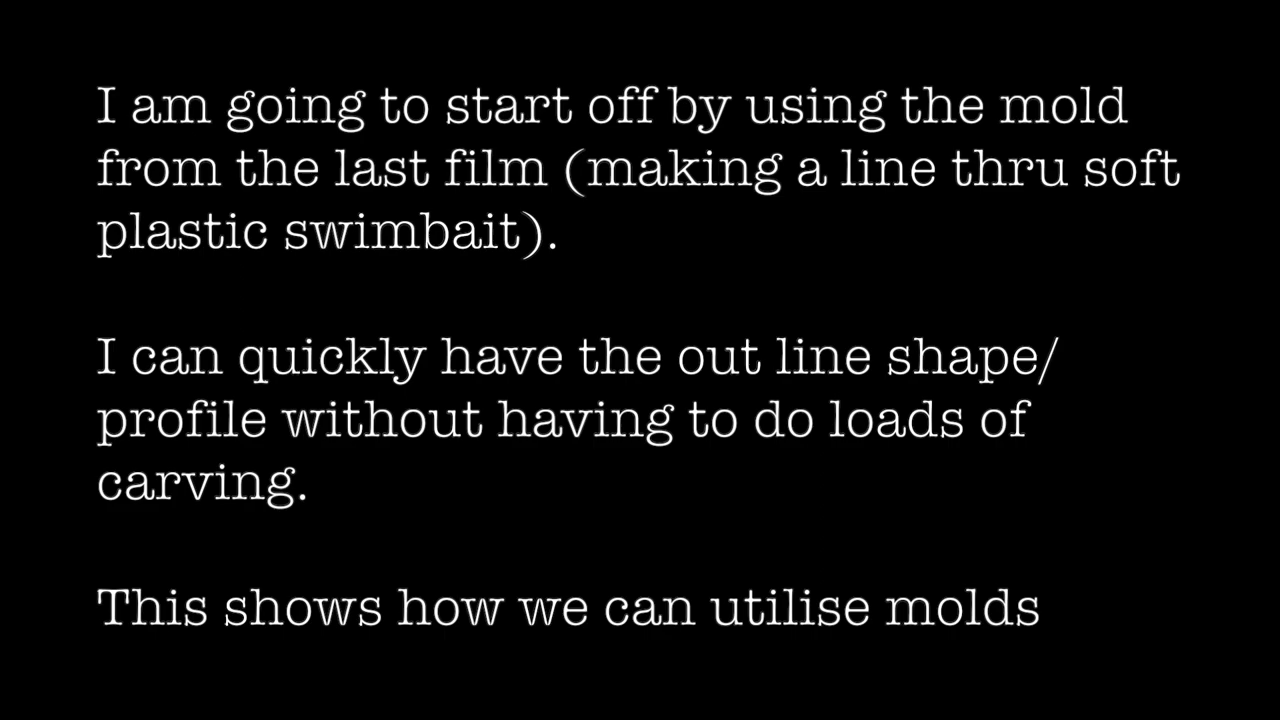 I am going to start off by using the mold
from the last film (making a line thru soft
plastic swimbait).
I can quickly have the out line shape/
profile without having to do loads of
carving.
This shows how we can utilise molds